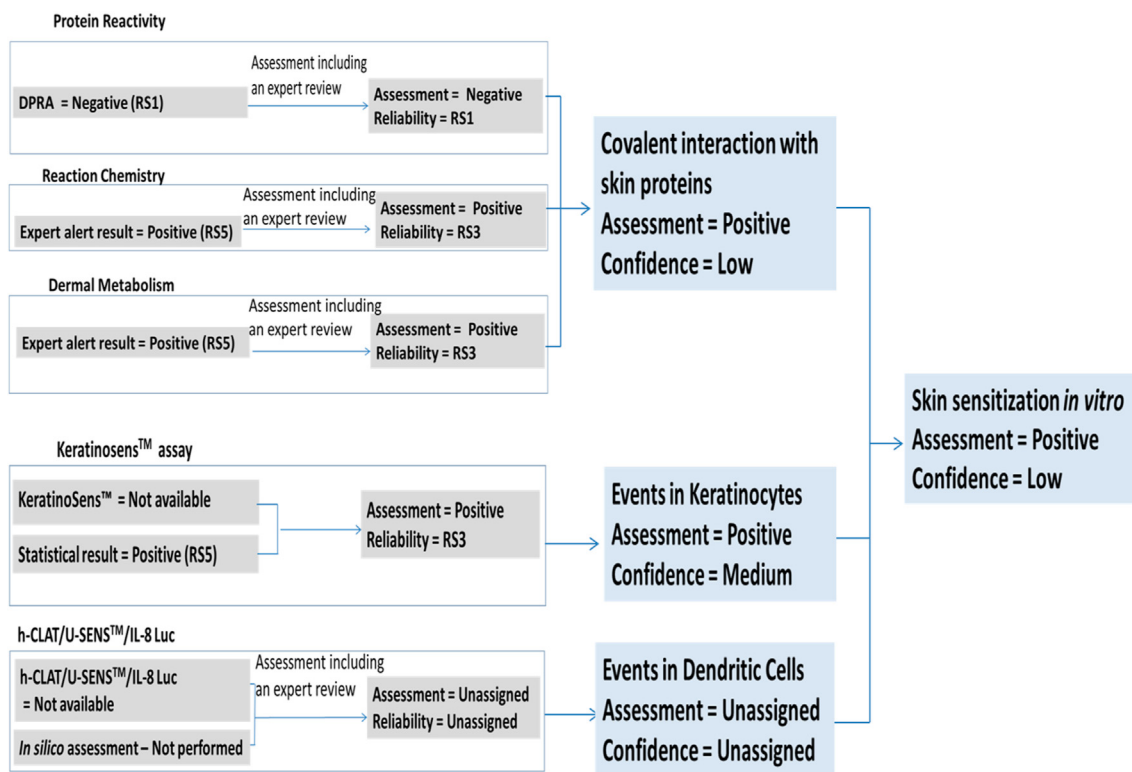 Protein Reactivity
Assessment including
an expert review
DPRA = Negative (RS1)
Assessment = Negative
Reliability = RS1
Reaction Chemistry
Assessment including
an expert review
Expert alert result = Positive (RS5)
Assessment = Positive
Reliability = RS3
Dermal Metabolism
Assessment including
an expert review
Expert alert result = Positive (RS5)
Assessment = Positive
Reliability = RS3
Covalent interaction with
skin proteins
Assessment = Positive
Confidence = Low
Keratinosens™ assay
KeratinoSens™ = Not available
Statistical result = Positive (RS5)
Assessment = Positive
Reliability = RS3
Events in Keratinocytes
Assessment = Positive
Confidence = Medium
h-CLAT/U-SENS™/IL-8 Luc
h-CLAT/U-SENS™/IL-8 Luc
= Not available
In silico assessment – Not performed
Assessment including
an expert review
Assessment = Unassigned
Reliability = Unassigned
Events in Dendritic Cells
Assessment = Unassigned
Confidence = Unassigned
Skin sensitization in vitro
Assessment = Positive
Confidence = Low